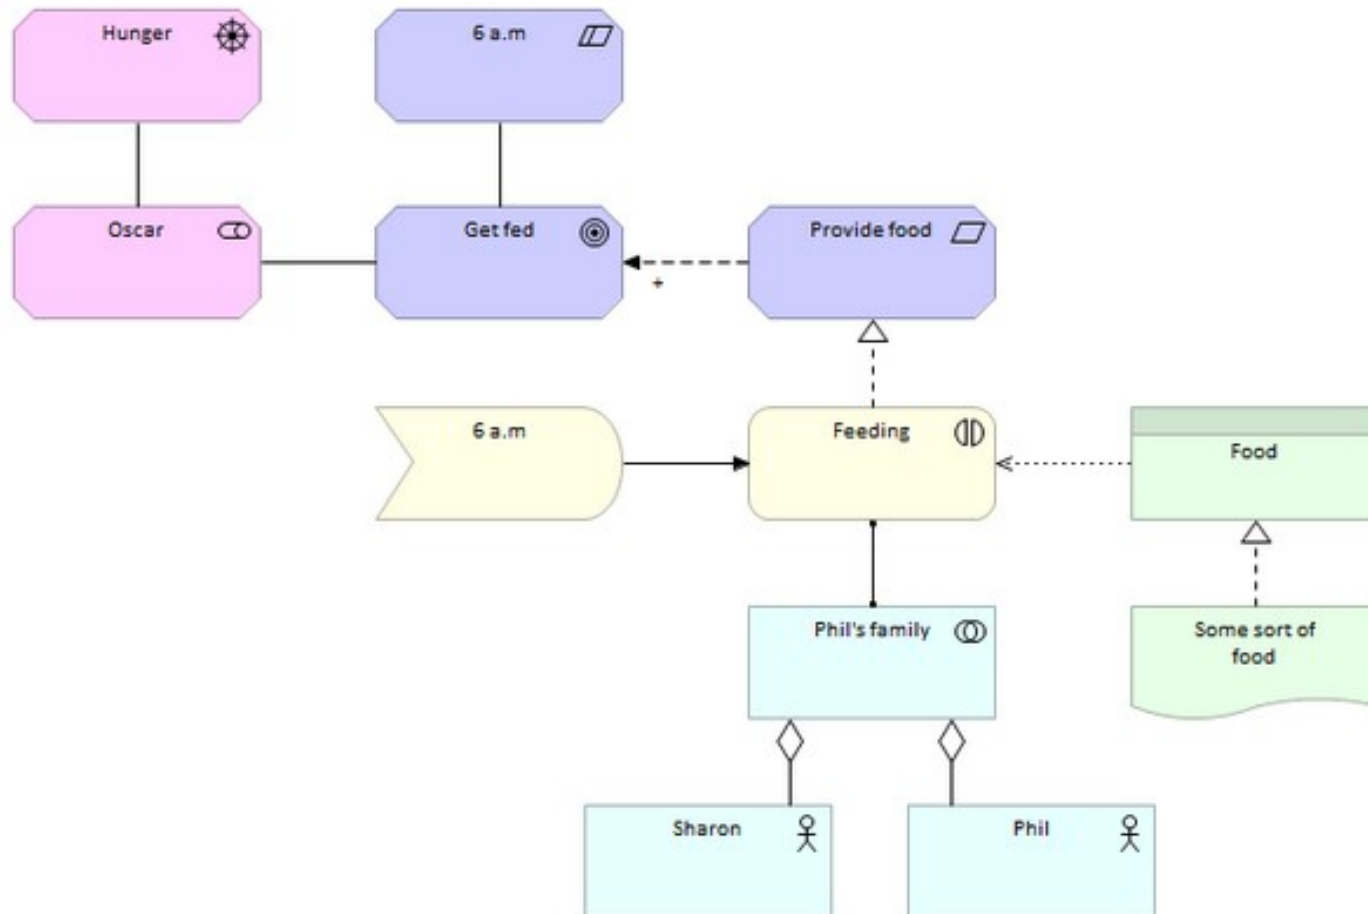 Hunger
6 a.m
Oscar
Get fed
Provide food
+
6 a.m
Feeding
Food
Phil's family
Some sort of
food
Sharon
Phil